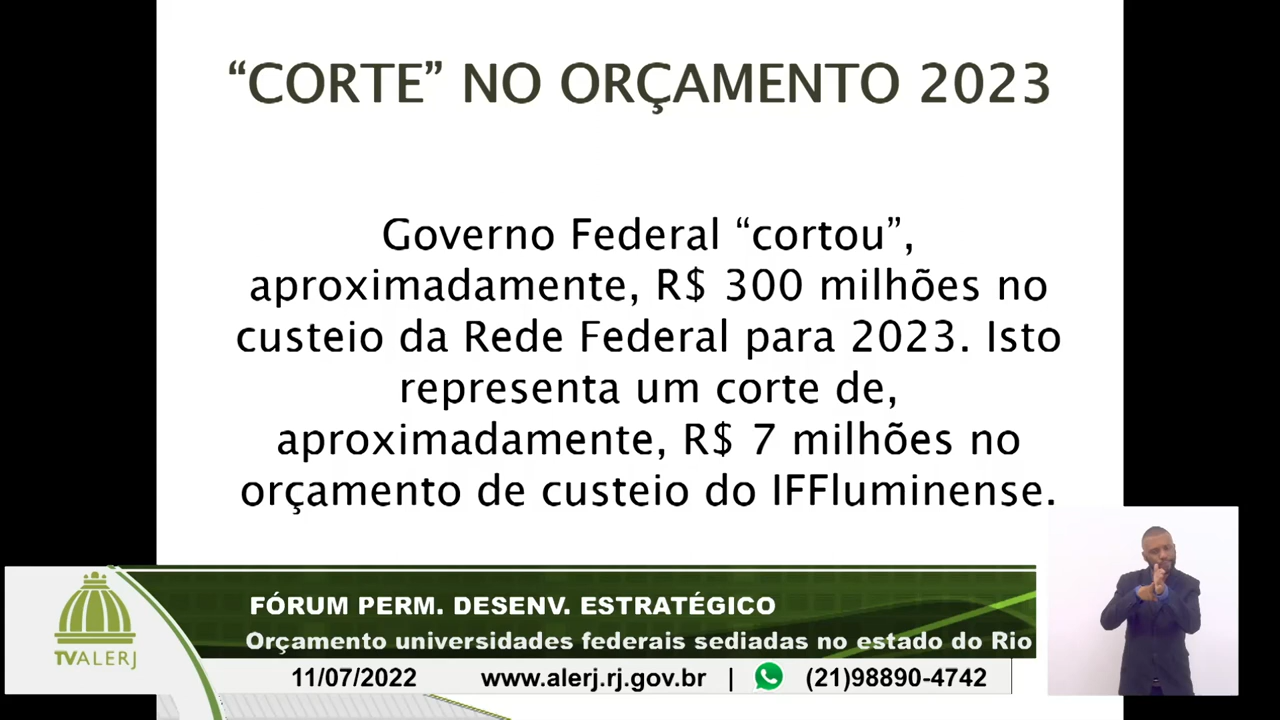 “CORTE” NO ORÇAMENTO 2023
Governo Federal “cortou”,
aproximadamente, R$ 300 milhões no
custeio da Rede Federal para 2023. Isto
representa um corte de,
aproximadamente, R$ 7 milhões no
orçamento de custeio do IFFluminense.
FÓRUM PERM. DESENV. ESTRATÉGICO
Orçamento universidades federais sediadas no estado do Rio
TVALERJ
11/07/2022 www.alerj.rj.gov.br | (21)98890-4742